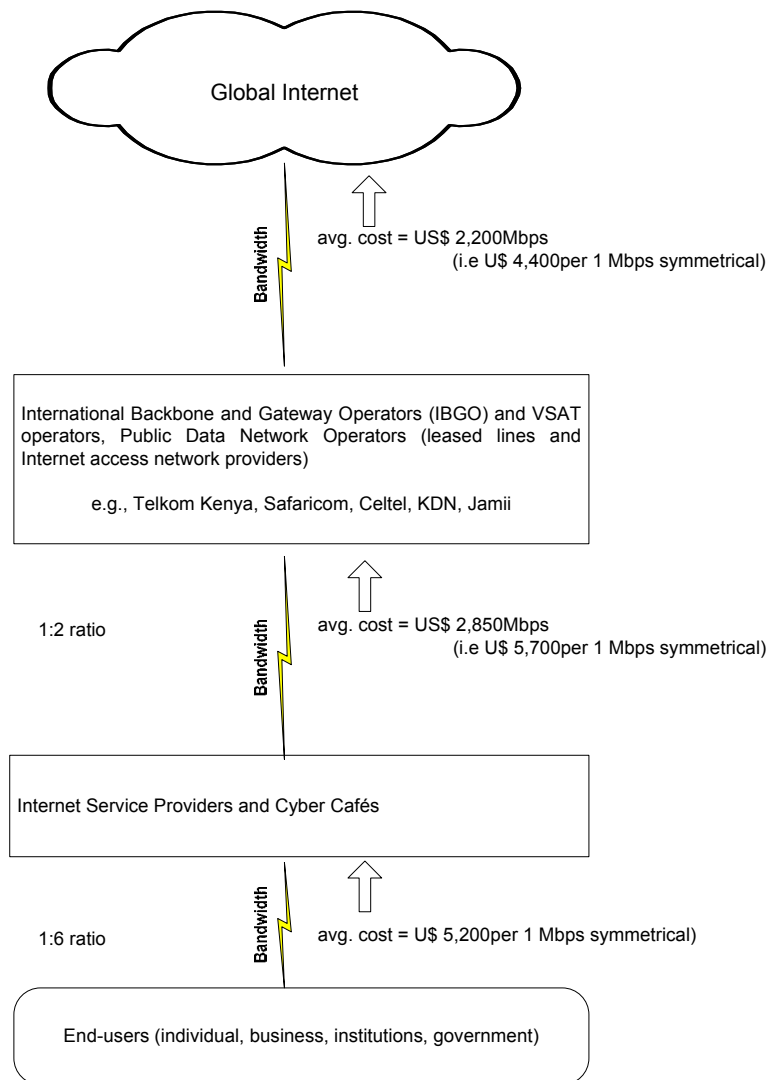 Global Internet
Bandwidth
avg. cost = US$ 2,200Mbps
(i.e U$ 4,400per 1 Mbps symmetrical)
International Backbone and Gateway Operators (IBGO) and VSAT
operators, Public Data Network Operators (leased lines and
Internet access network providers)
e.g., Telkom Kenya, Safaricom, Celtel, KDN, Jamii
1:2 ratio
Bandwidth
avg. cost = US$ 2,850Mbps
(i.e U$ 5,700per 1 Mbps symmetrical)
Internet Service Providers and Cyber Cafés
1:6 ratio
Bandwidth
avg. cost = U$ 5,200per 1 Mbps symmetrical)
End-users (individual, business, institutions, government)